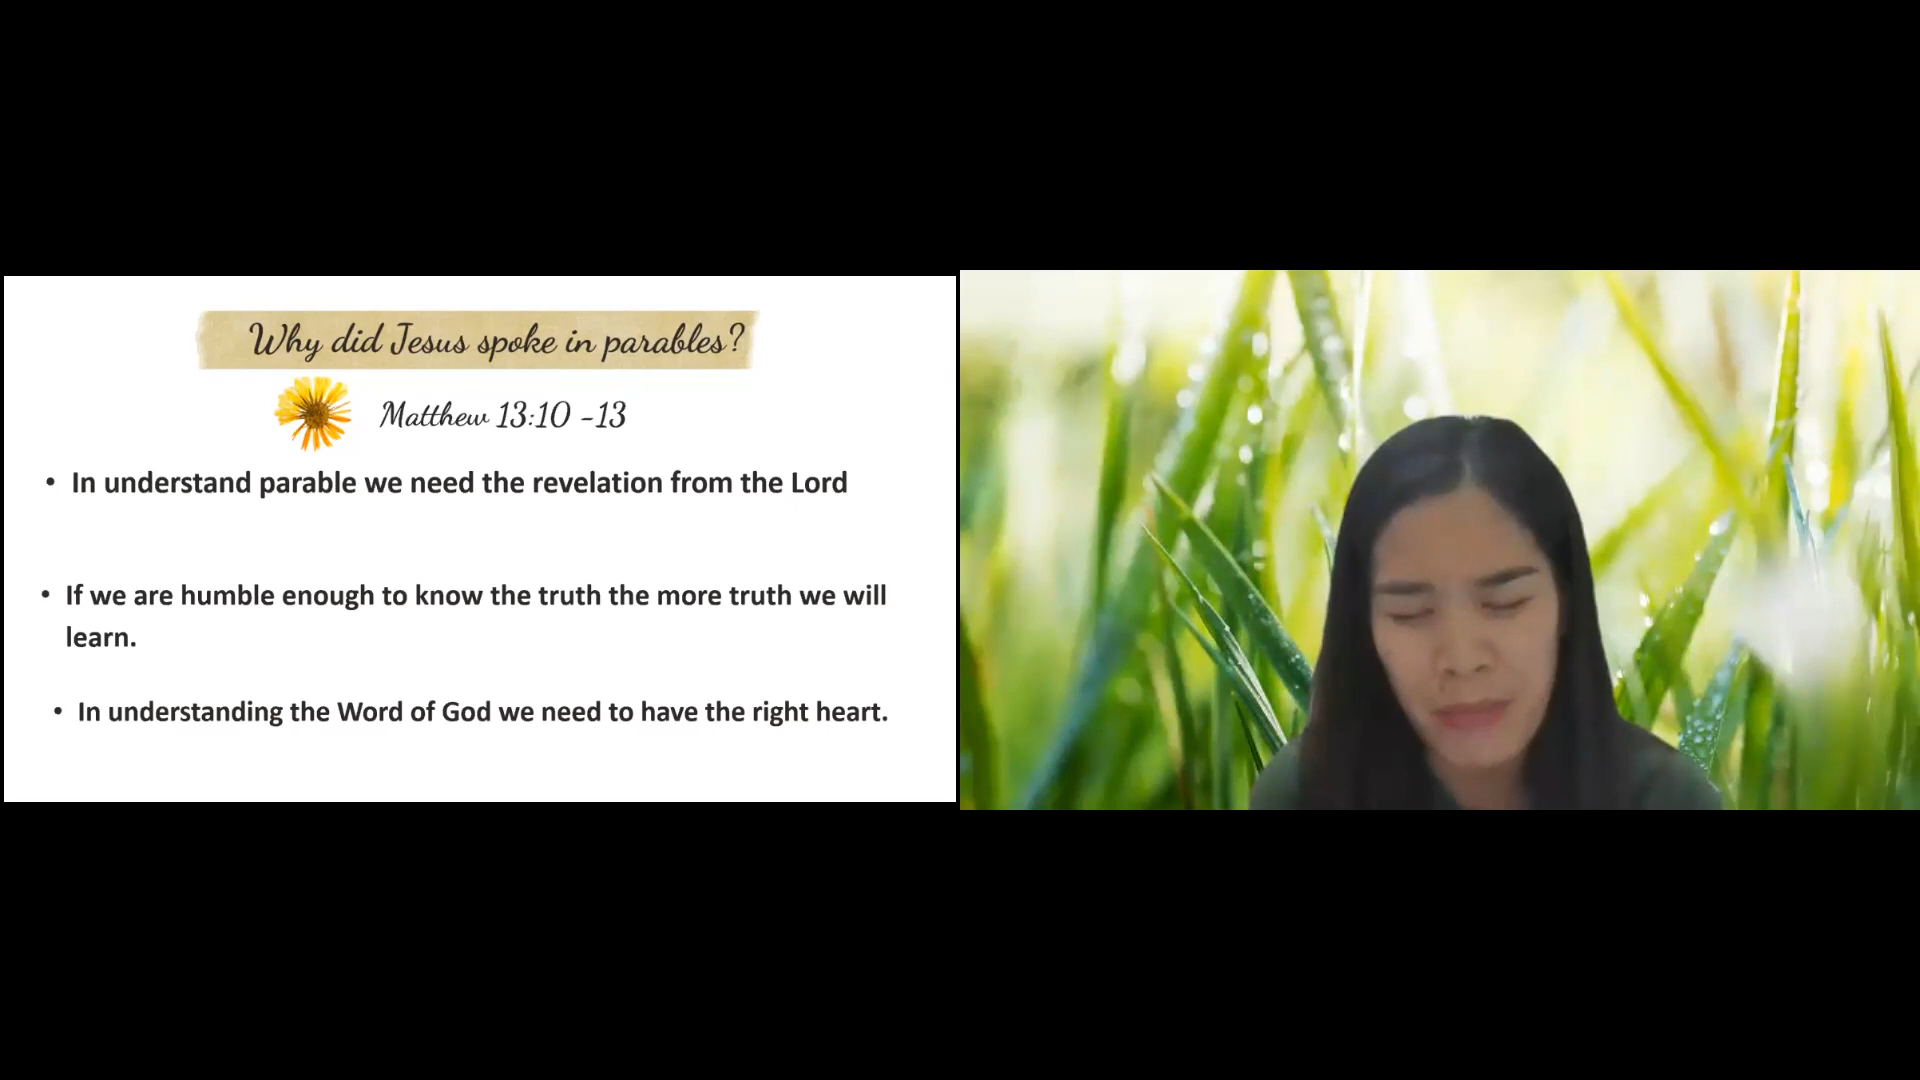 Why did Jesus spoke in parables?
Matthew 13:10 -13
• In understand parable we need the revelation from the Lord
• If we are humble enough to know the truth the more truth we will
learn.
• In understanding the Word of God we need to have the right heart.